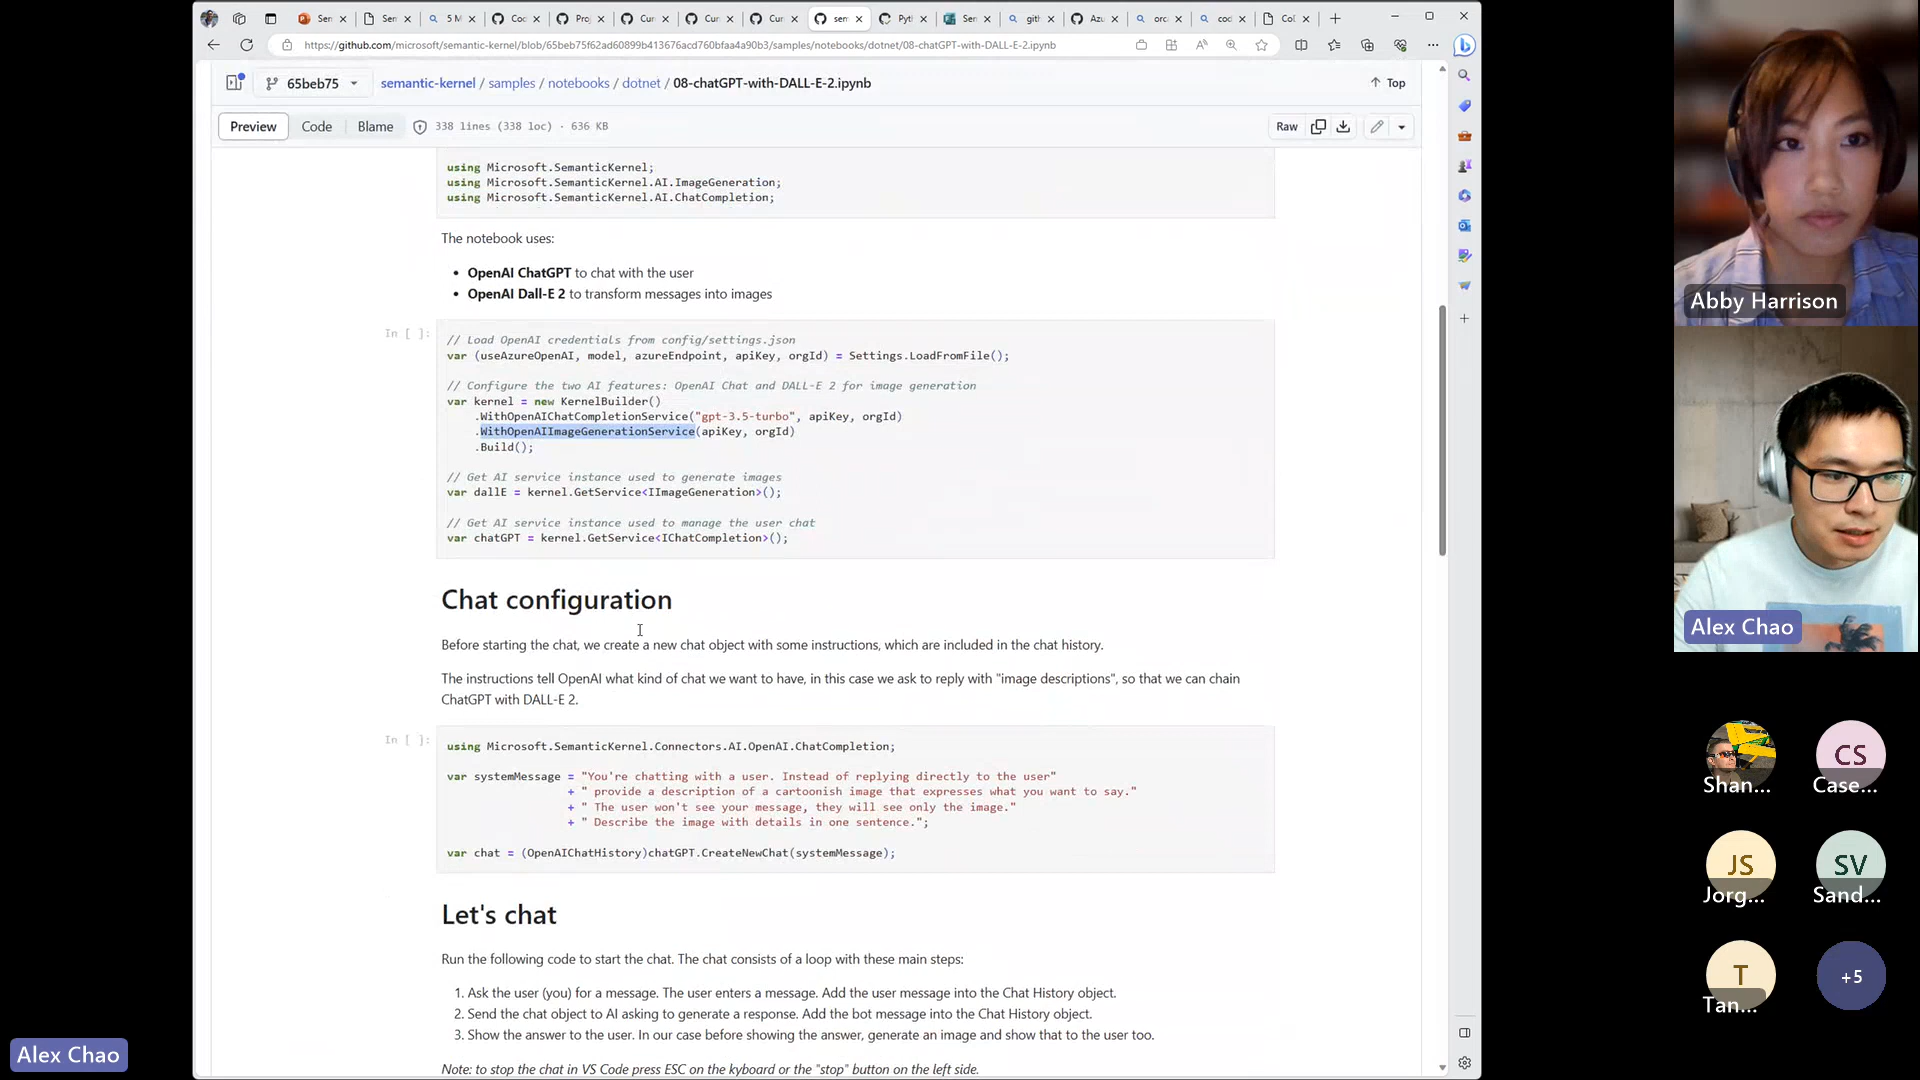 Sen
Sen
5 M
Coc
Pro
Cur
Cur
Cur
sem
Pyt
Sen
gith
Azu
orc
cod
Col
https://github.com/microsoft/semantic-kernel/blob/65beb75f62ad60899b413676acd760bfaa4a90b3/samples/notebooks/dotnet/08-chatGPT-with-DALL-E-2.ipynb
65beb75
semantic-kernel / samples / notebooks / dotnet / 08-chatGPT-with-DALL-E-2.ipynb
Top
Preview Code Blame 338 lines (338 loc) · 636 KB Raw
using Microsoft.SemanticKernel;
using Microsoft.SemanticKernel.AI.ImageGeneration;
using Microsoft.SemanticKernel.AI.ChatCompletion;
The notebook uses:
• OpenAI ChatGPT to chat with the user
• OpenAI Dall-E 2 to transform messages into images
In [ ]:
// Load OpenAI credentials from config/settings.json
var (useAzureOpenAI, model, azureEndpoint, apiKey, orgId) = Settings.LoadFromFile();
// Configure the two AI features: OpenAI Chat and DALL-E 2 for image generation
var kernel = new KernelBuilder()
.WithOpenAIChatCompletionService("gpt-3.5-turbo", apiKey, orgId)
.WithOpenAIImageGenerationService(apiKey, orgId)
.Build();
// Get AI service instance used to generate images
var dallE = kernel.GetService<IImageGeneration>();
// Get AI service instance used to manage the user chat
var chatGPT = kernel.GetService<IChatCompletion>();
Chat configuration
Before starting the chat, we create a new chat object with some instructions, which are included in the chat history.
The instructions tell OpenAI what kind of chat we want to have, in this case we ask to reply with "image descriptions", so that we can chain
ChatGPT with DALL-E 2.
In [ ]:
using Microsoft.SemanticKernel.Connectors.AI.OpenAI.ChatCompletion;
var systemMessage = "You're chatting with a user. Instead of replying directly to the user"
+ " provide a description of a cartoonish image that expresses what you want to say."
+ " The user won't see your message, they will see only the image."
+ " Describe the image with details in one sentence.";
var chat = (OpenAIChatHistory)chatGPT.CreateNewChat(systemMessage);
Let's chat
Run the following code to start the chat. The chat consists of a loop with these main steps:
1. Ask the user (you) for a message. The user enters a message. Add the user message into the Chat History object.
2. Send the chat object to AI asking to generate a response. Add the bot message into the Chat History object.
3. Show the answer to the user. In our case before showing the answer, generate an image and show that to the user too.
Note: to stop the chat in VS Code press ESC on the kyboard or the "stop" button on the left side.
Abby Harrison
Alex Chao
Shan...
CS
Case...
JS
Jorg...
SV
Sand...
T
Tan...
+5
Alex Chao